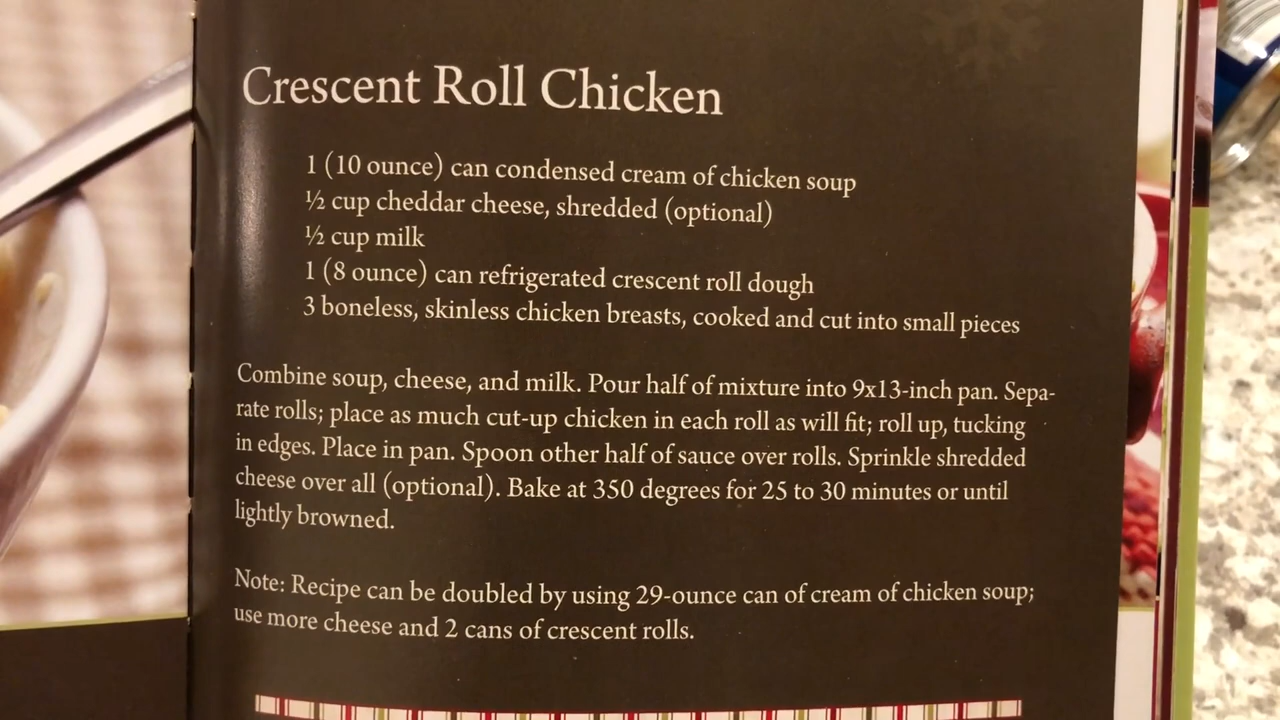 Crescent Roll Chicken
1 (10 ounce) can condensed cream of chicken soup
½ cup cheddar cheese, shredded (optional)
½ cup milk
1 (8 ounce) can refrigerated crescent roll dough
3 boneless, skinless chicken breasts, cooked and cut into small pieces
Combine soup, cheese, and milk. Pour half of mixture into 9x13-inch pan. Sepa-
rate rolls; place as much cut-up chicken in each roll as will fit; roll up, tucking
in edges. Place in pan. Spoon other half of sauce over rolls. Sprinkle shredded
cheese over all (optional). Bake at 350 degrees for 25 to 30 minutes or until
lightly browned.
Note: Recipe can be doubled by using 29-ounce can of cream of chicken soup;
use more cheese and 2 cans of crescent rolls.